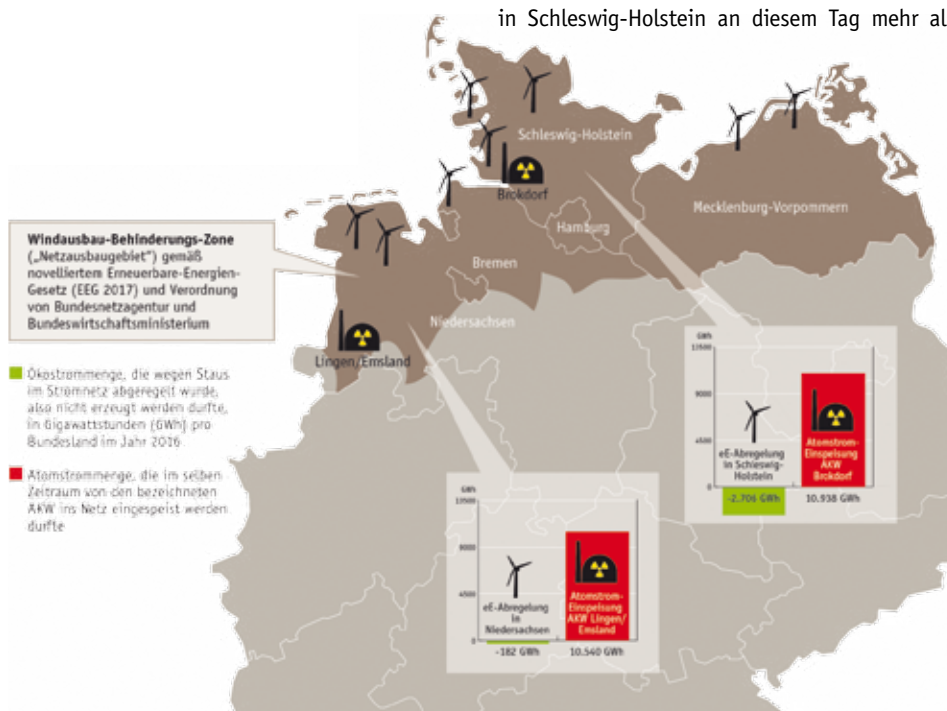 in Schleswig-Holstein an diesem Tag mehr al
Schleswig-Holstein
Brokdorf
Mecklenburg-Vorpommern
Hamburg
Bremen
Niedersachsen
Lingen/Emsland
Windausbau-Behinderungs-Zone
(„Netzausbaugebiet“) gemäß
novelliertem Erneuerbare-Energien-
Gesetz (EEG 2017) und Verordnung
von Bundesnetzagentur und
Bundeswirtschaftsministerium
Ökostrommenge, die wegen Staus
im Stromnetz abgeregelt wurde,
also nicht erzeugt werden durfte,
in Gigawattstunden (GWh) pro
Bundesland im Jahr 2016
Atomstrommenge, die im selben
Zeitraum von den bezeichneten
AKW ins Netz eingespeist werden
durfte
GWh
13500
9000
4500
0
eE-Abregelung
in Schleswig-
Holstein
Atomstrom-
Einspeisung
AKW
Brokdorf
-2.706 GWh
10.938 GWh
GWh
13500
9000
4500
0
eE-Abregelung
in
Niedersachsen
Atomstrom-
Einspeisung
AKW Lingen/
Emsland
-182 GWh
10.540 GWh